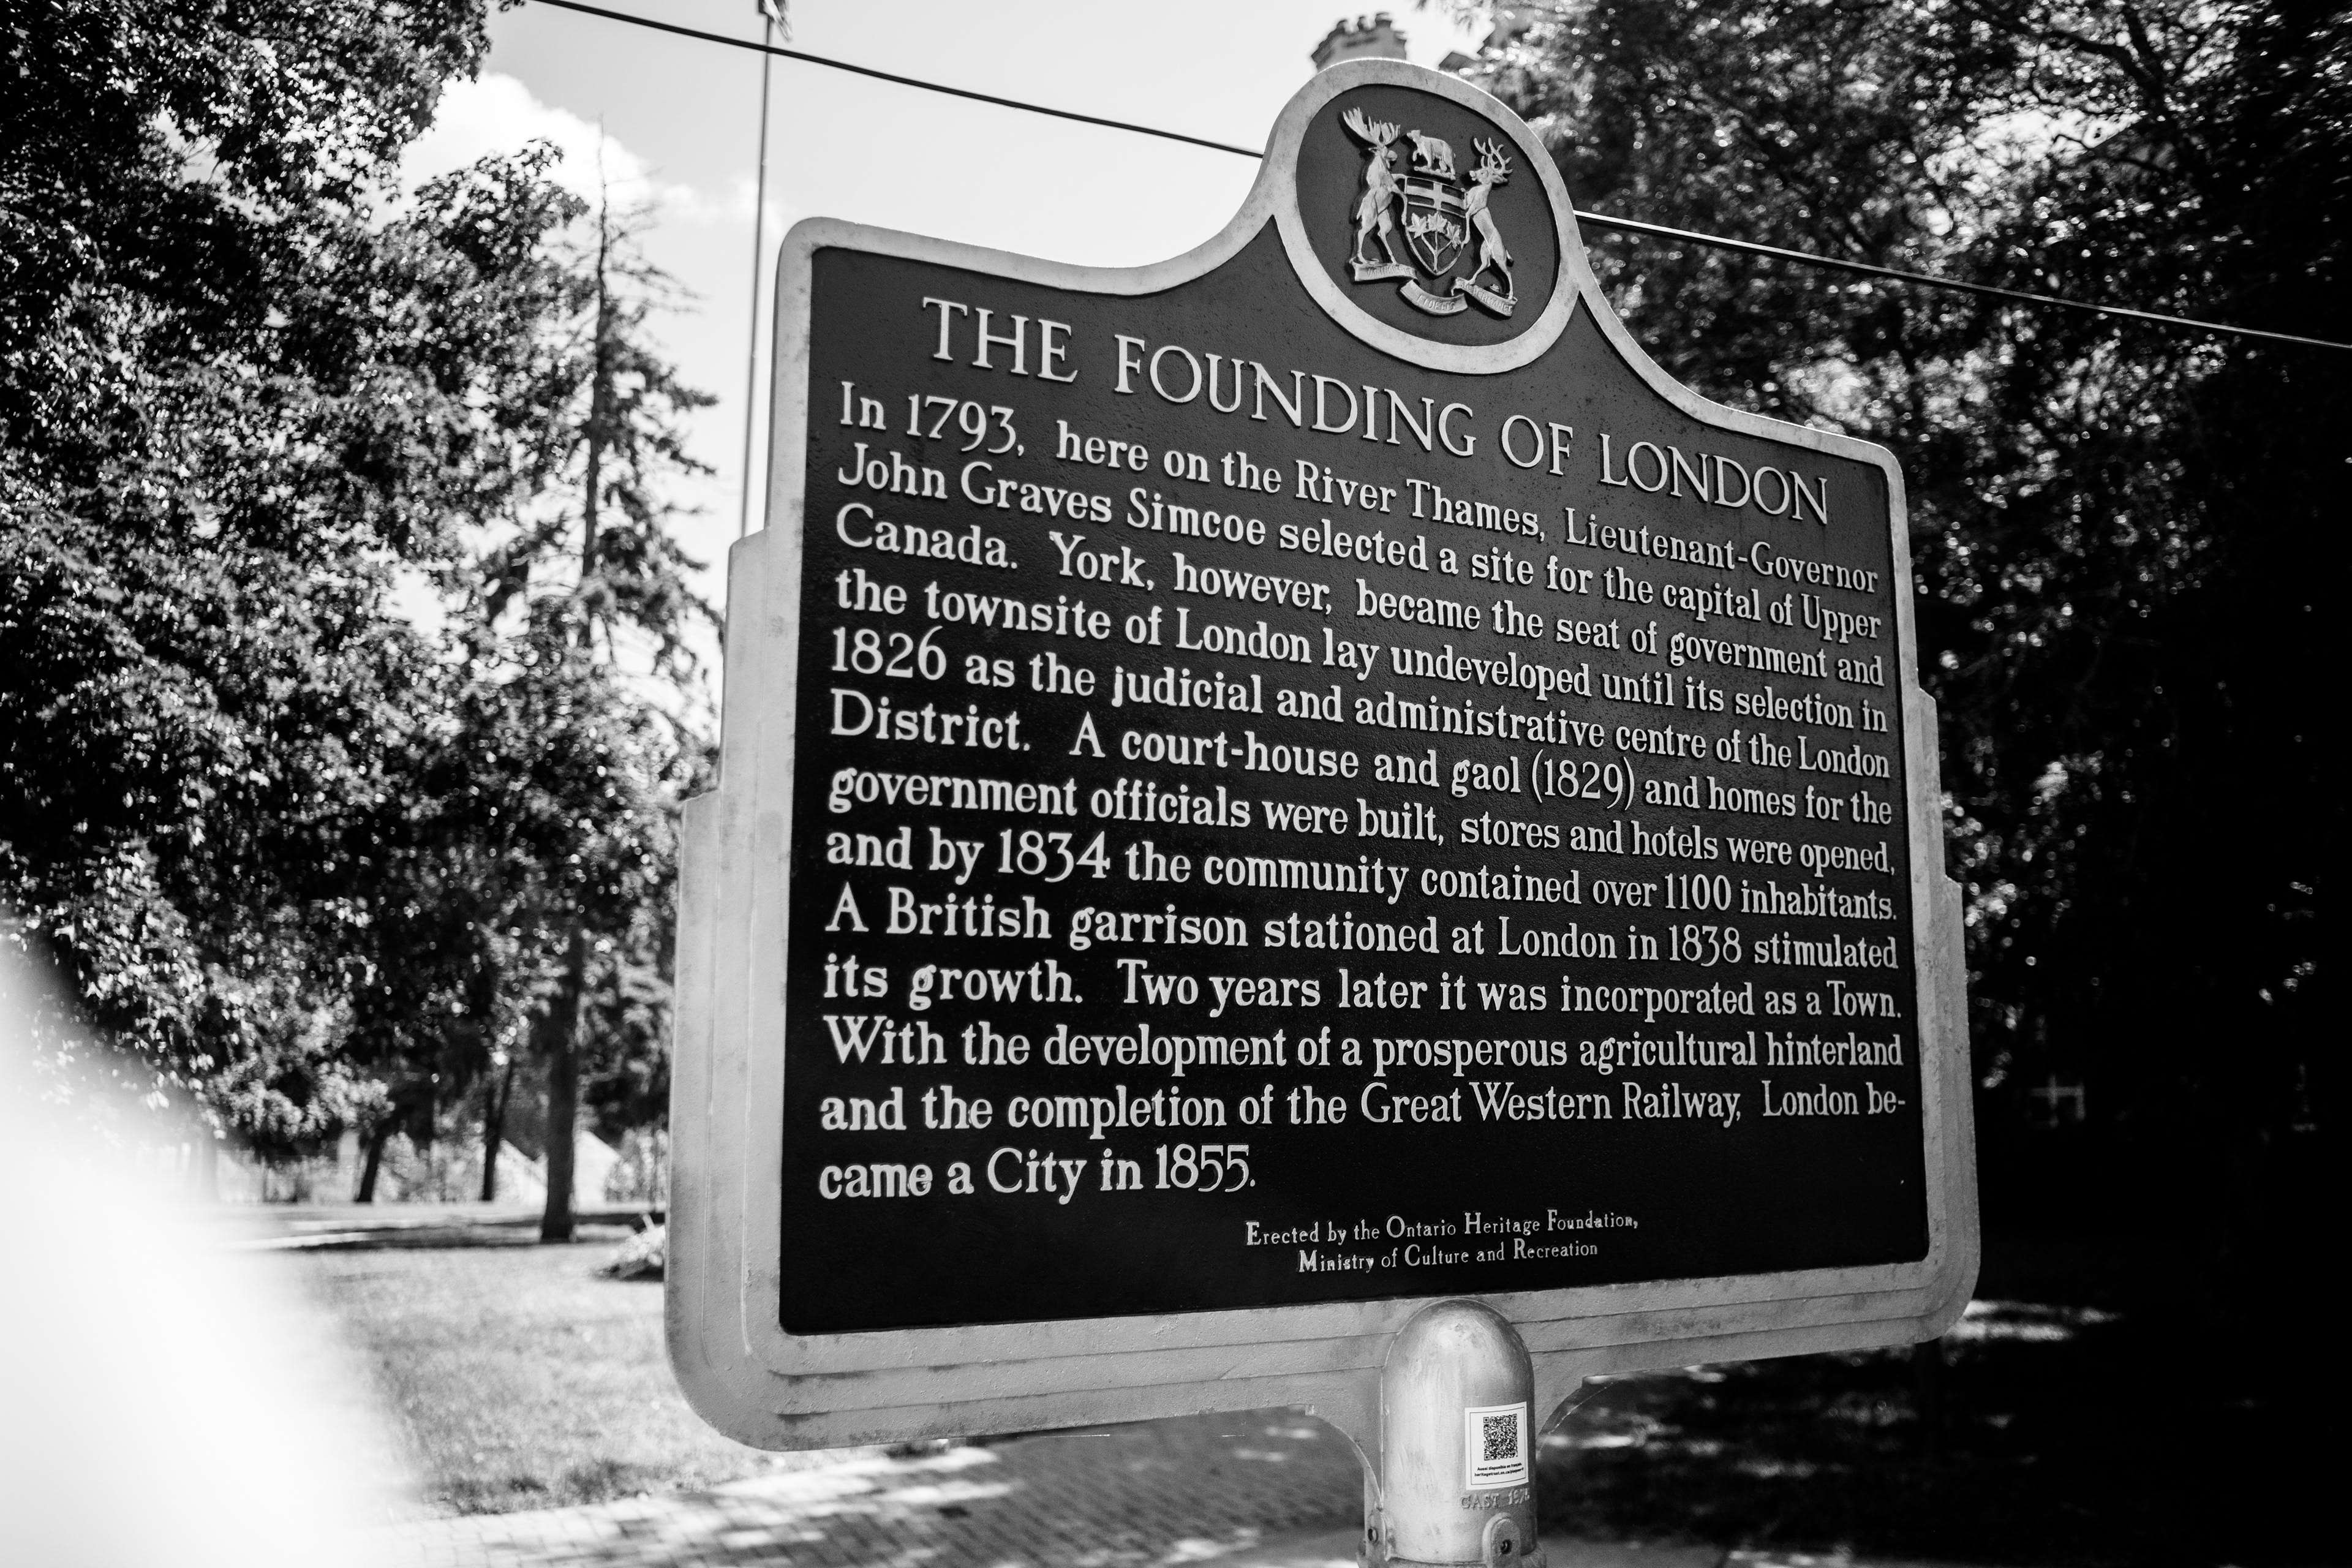 THE FOUNDING OF LONDON
In 1793, here on the River Thames, Lieutenant-Governor
John Graves Simcoe selected a site for the capital of Upper
Canada. York, however, became the seat of government and
the townsite of London lay undeveloped until its selection in
1826 as the judicial and administrative centre of the London
District. A court-house and gaol (1829) and homes for the
government officials were built, stores and hotels were opened,
and by 1834 the community contained over 1100 inhabitants.
A British garrison stationed at London in 1838 stimulated
its growth. Two years later it was incorporated as a Town.
With the development of a prosperous agricultural hinterland
and the completion of the Great Western Railway, London be-
came a City in 1855.
Erected by the Ontario Heritage Foundation,
Ministry of Culture and Recreation
Aussi disponible en français
CAST